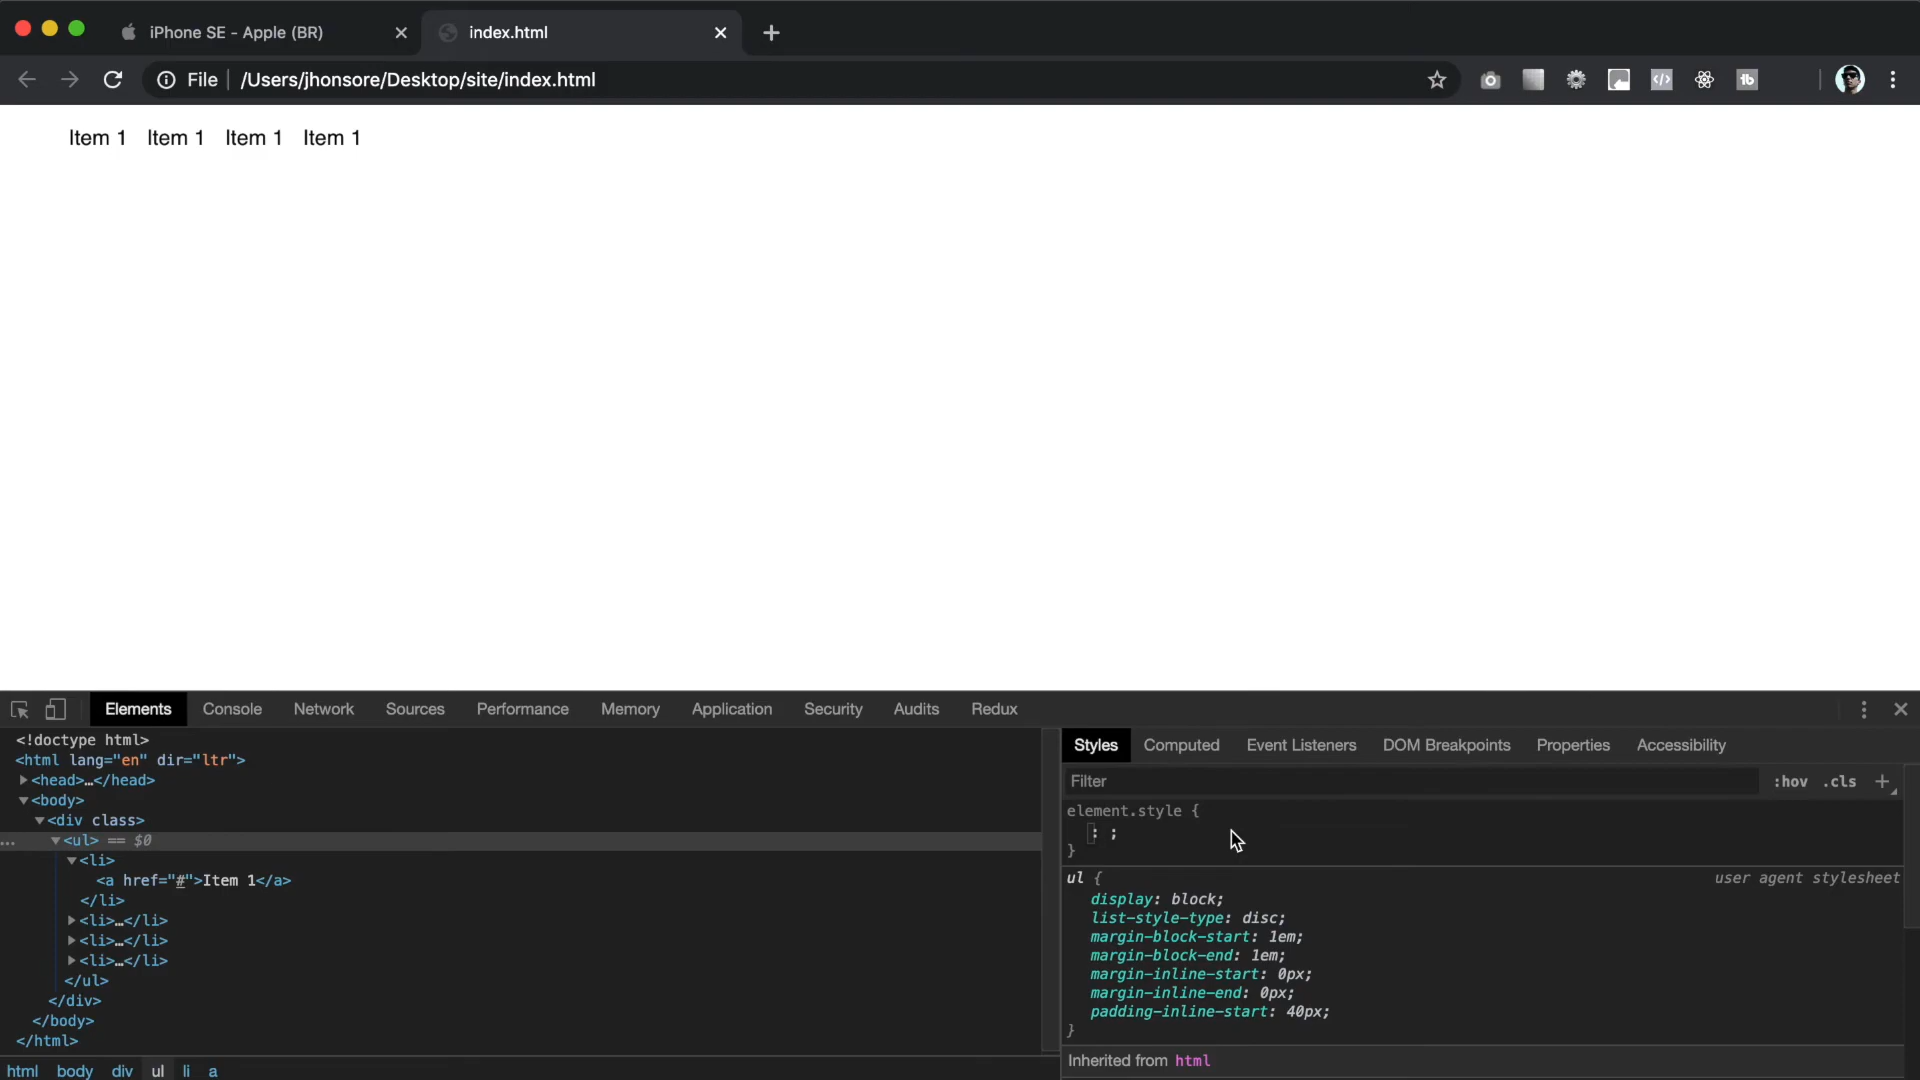 iPhone SE - Apple (BR)
index.html
File /Users/jhonsore/Desktop/site/index.html
Item 1 Item 1 Item 1 Item 1
Elements Console Network Sources Performance Memory Application Security Audits Redux
<!doctype html>
<html lang="en" dir="ltr">
<head>…</head>
<body>
<div class>
… <ul> == $0
<li>
<a href="#">Item 1</a>
</li>
<li>…</li>
<li>…</li>
<li>…</li>
</ul>
</div>
</body>
</html>
html body div ul li a
Styles Computed Event Listeners DOM Breakpoints Properties Accessibility
Filter :hov .cls +
element.style {
: ;
}
ul { user agent stylesheet
display: block;
list-style-type: disc;
margin-block-start: 1em;
margin-block-end: 1em;
margin-inline-start: 0px;
margin-inline-end: 0px;
padding-inline-start: 40px;
}
Inherited from html